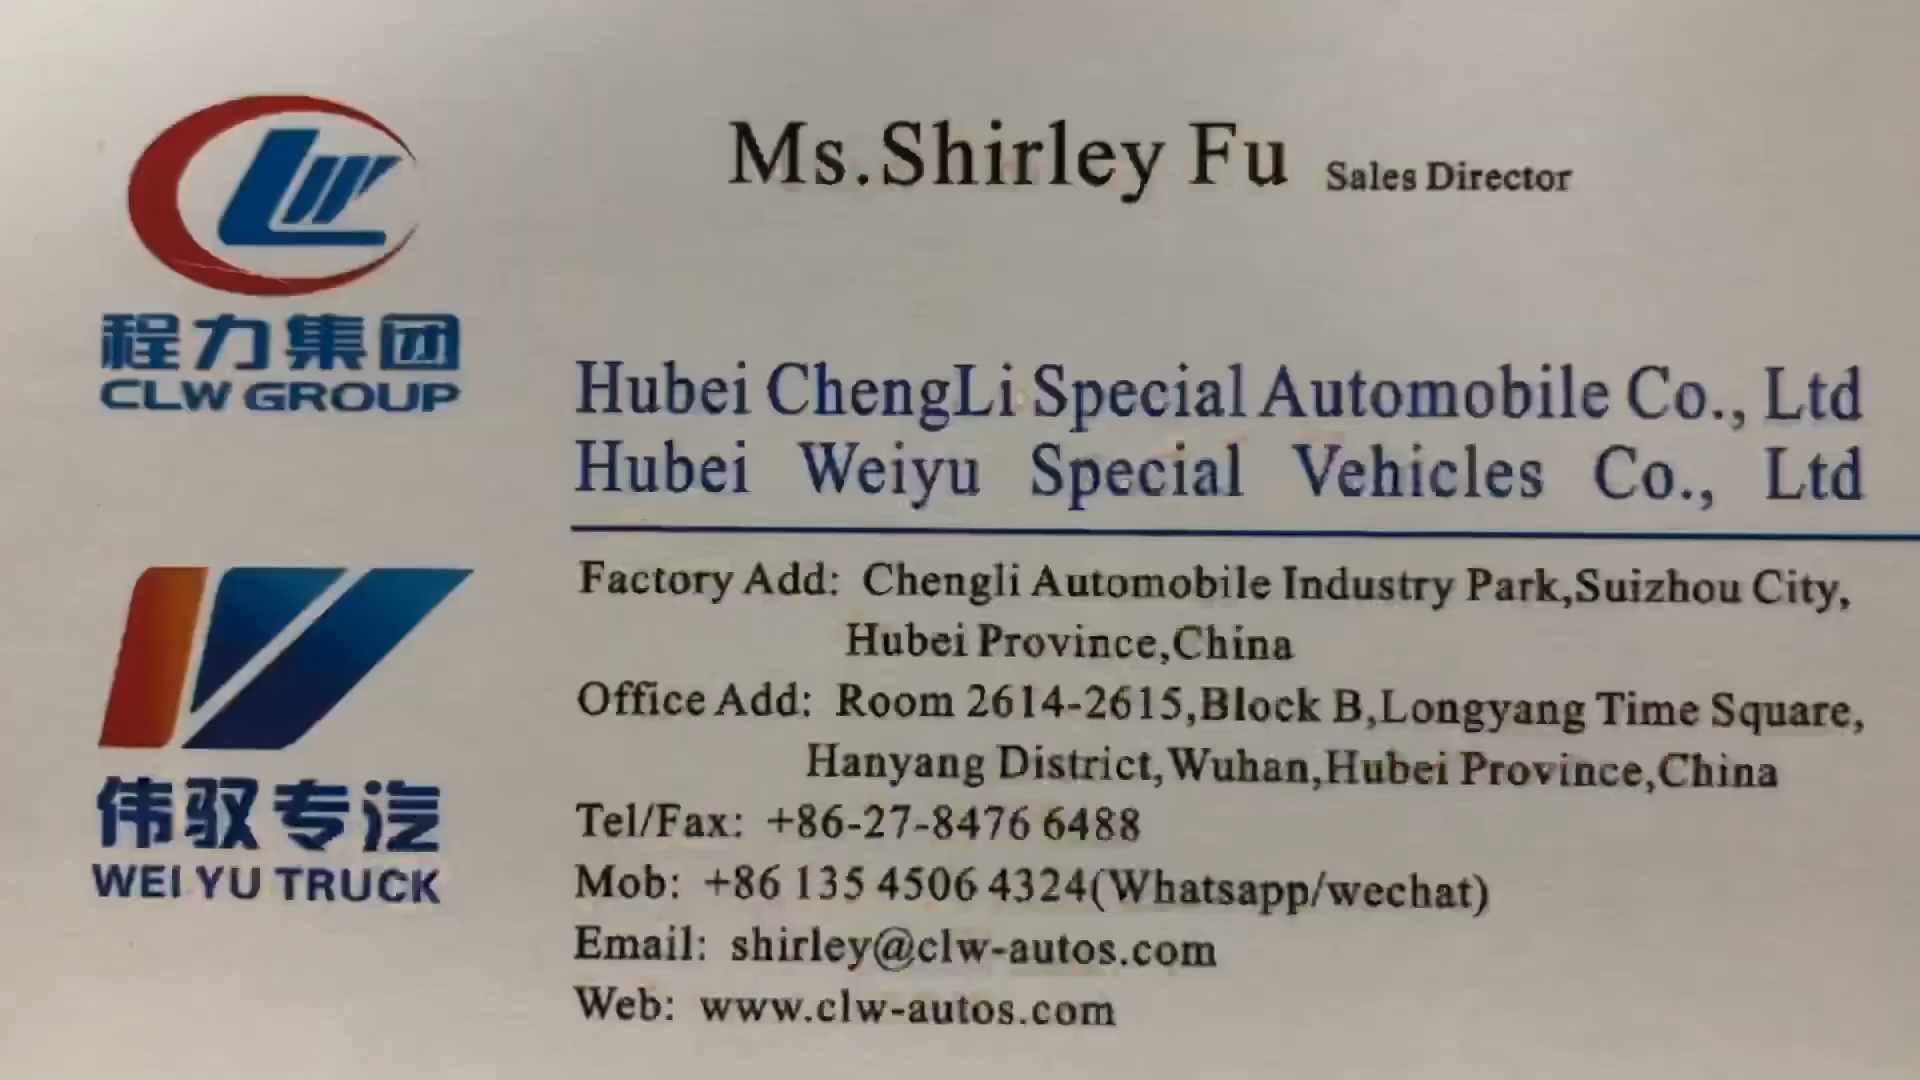 CLW
程力集团
CLW GROUP
Ms.Shirley Fu Sales Director
Hubei ChengLi Special Automobile Co., Ltd
Hubei Weiyu Special Vehicles Co., Ltd
伟驭专汽
WEI YU TRUCK
Factory Add: Chengli Automobile Industry Park,Suizhou City,
Hubei Province,China
Office Add: Room 2614-2615,Block B,Longyang Time Square,
Hanyang District,Wuhan,Hubei Province,China
Tel/Fax: +86-27-8476 6488
Mob: +86 135 4506 4324(Whatsapp/wechat)
Email: shirley@clw-autos.com
Web: www.clw-autos.com